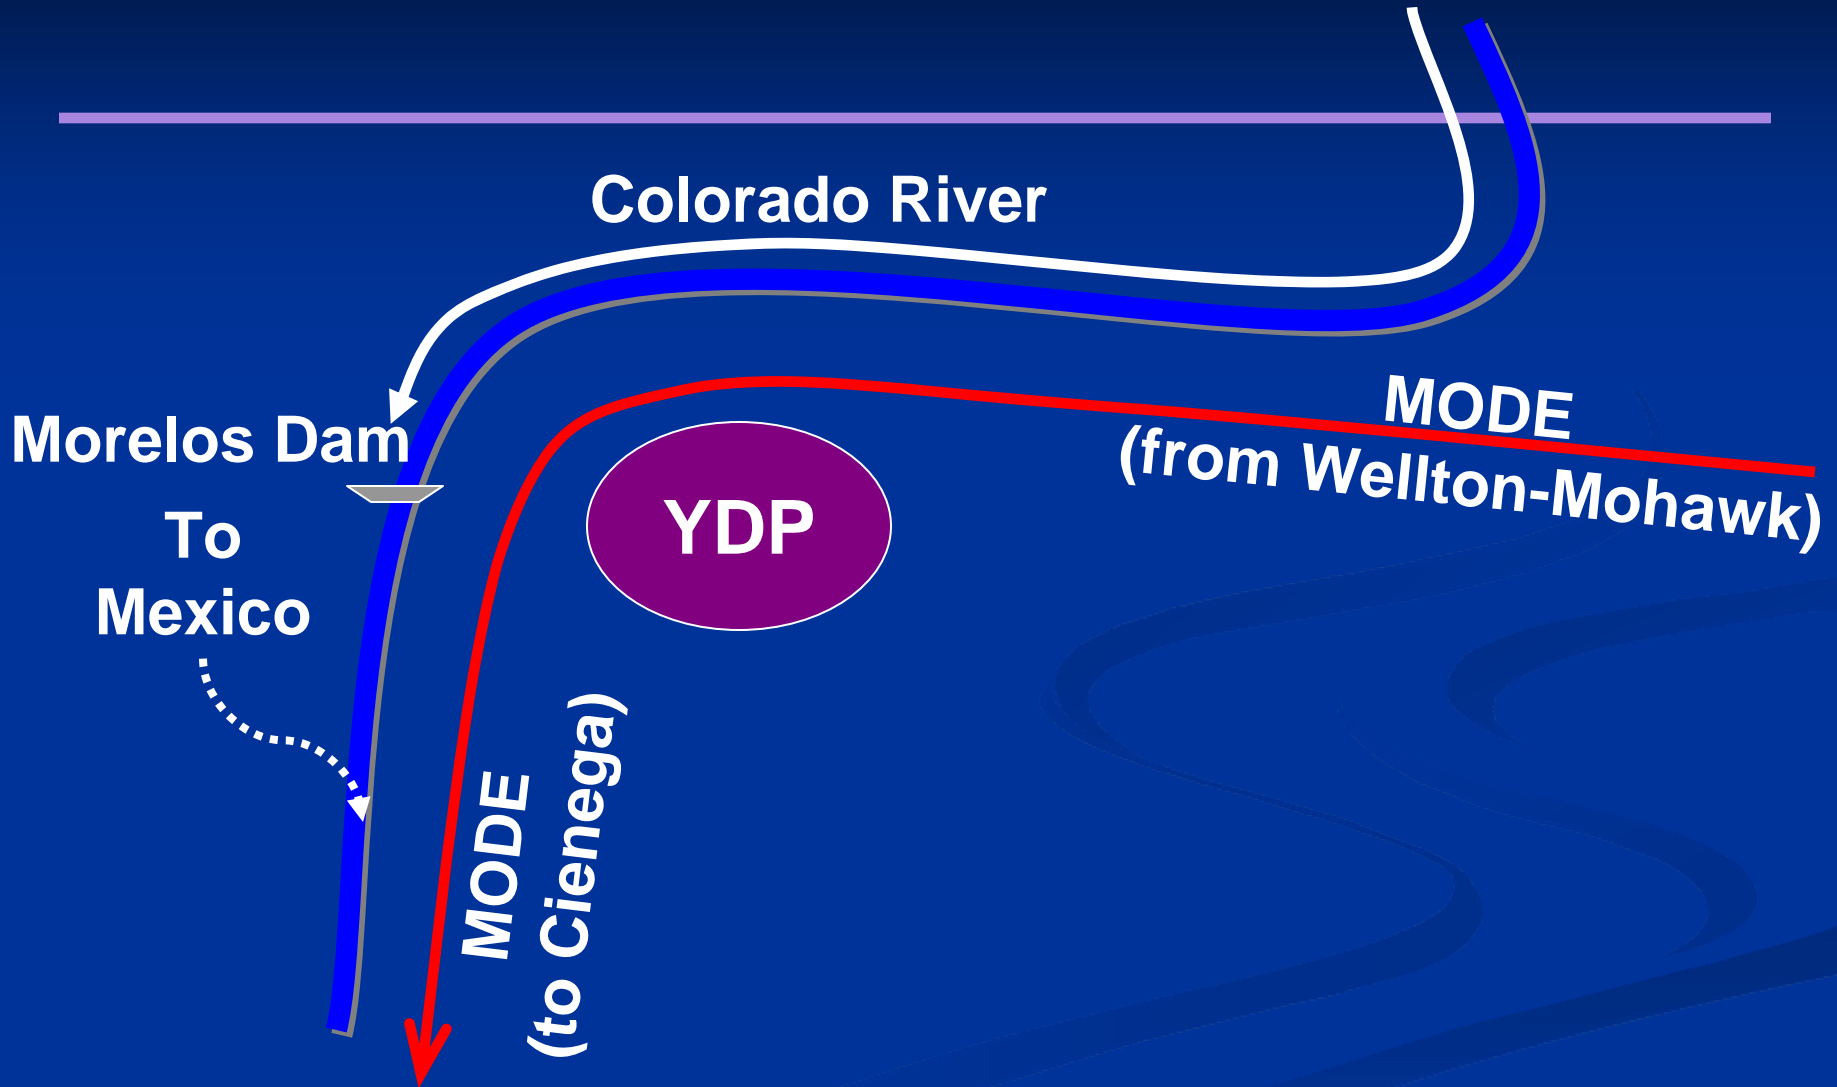 Colorado River
MODE
(from Wellton-Mohawk)
Morelos Dam
To
Mexico
YDP
MODE
(to Cienega)